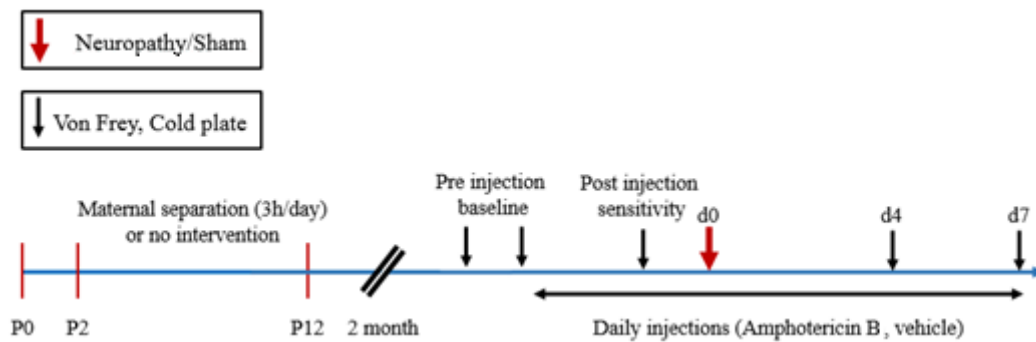 Neuropathy/Sham
Von Frey, Cold plate
Maternal separation (3h/day)
or no intervention
Pre injection
baseline
Post injection
sensitivity
d0
d4
d7
P0
P2
P12
2 month
Daily injections (Amphotericin B , vehicle)